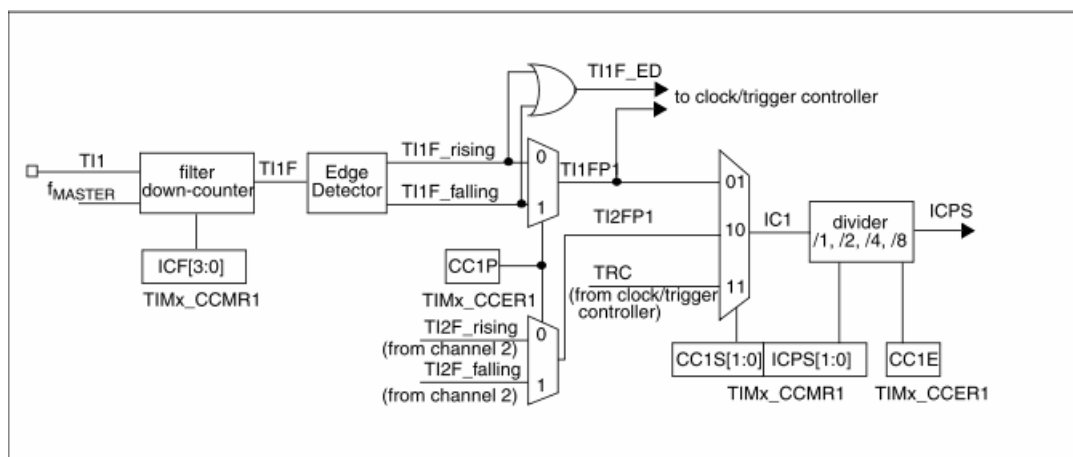 TI1F_ED
to clock/trigger controller
TI1
f_MASTER
filter
down-counter
TI1F
Edge
Detector
TI1F_rising
TI1F_falling
0
1
TI1FP1
01
TI2FP1
10
IC1
divider
/1, /2, /4, /8
ICPS
ICF[3:0]
TIMx_CCMR1
CC1P
TIMx_CCER1
TRC
(from clock/trigger
controller)
11
TI2F_rising
(from channel 2)
0
TI2F_falling
(from channel 2)
1
CC1S[1:0]
ICPS[1:0]
CC1E
TIMx_CCMR1
TIMx_CCER1